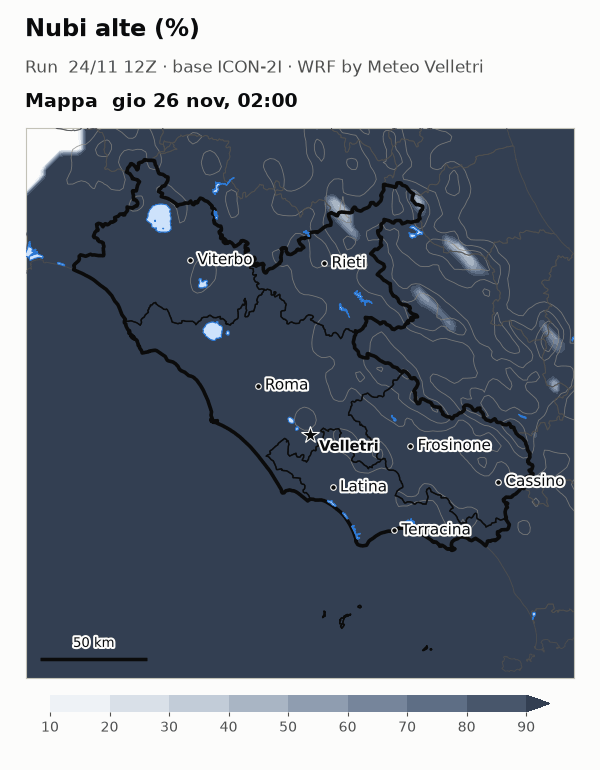 Nubi alte (%)
Run  24/11 12Z · base ICON-2I · WRF by Meteo Velletri
Mappa  gio 26 nov, 02:00
Viterbo
Rieti
Roma
Velletri
Frosinone
Latina
Cassino
Terracina
50 km
10 20 30 40 50 60 70 80 90